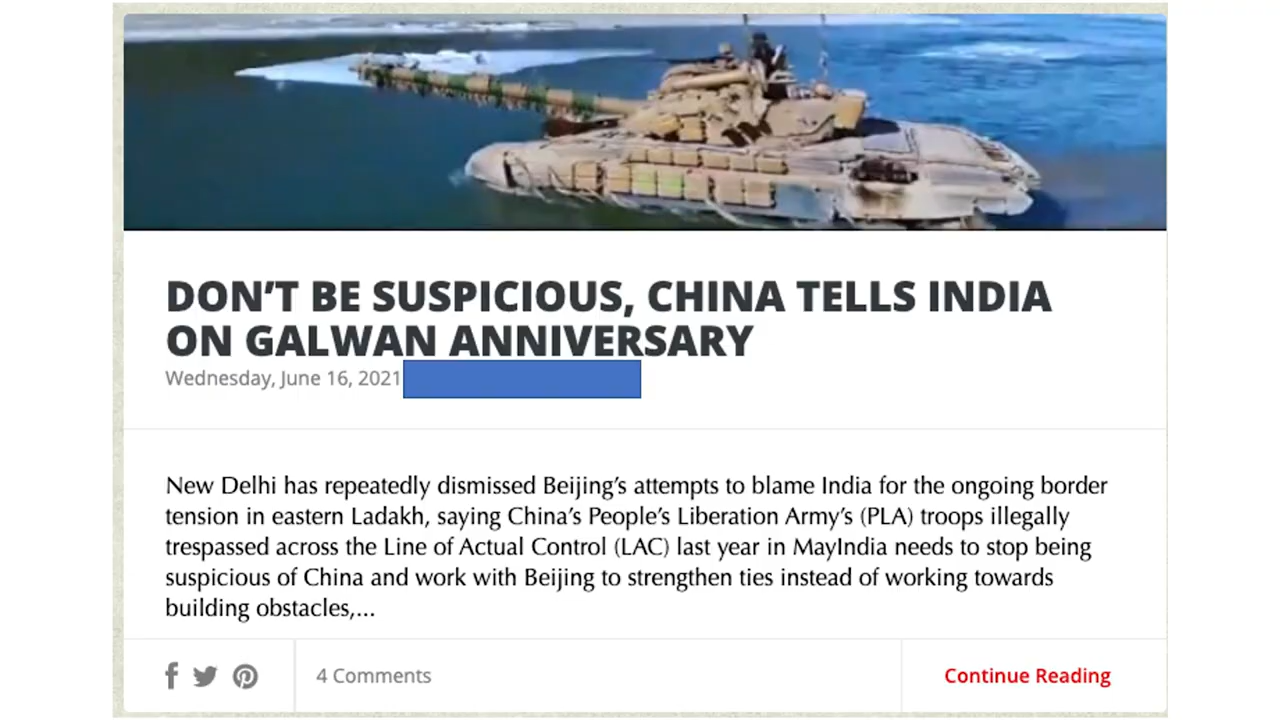 DON'T BE SUSPICIOUS, CHINA TELLS INDIA
ON GALWAN ANNIVERSARY
Wednesday, June 16, 2021
New Delhi has repeatedly dismissed Beijing's attempts to blame India for the ongoing border
tension in eastern Ladakh, saying China's People's Liberation Army's (PLA) troops illegally
trespassed across the Line of Actual Control (LAC) last year in MayIndia needs to stop being
suspicious of China and work with Beijing to strengthen ties instead of working towards
building obstacles,...
4 Comments
Continue Reading